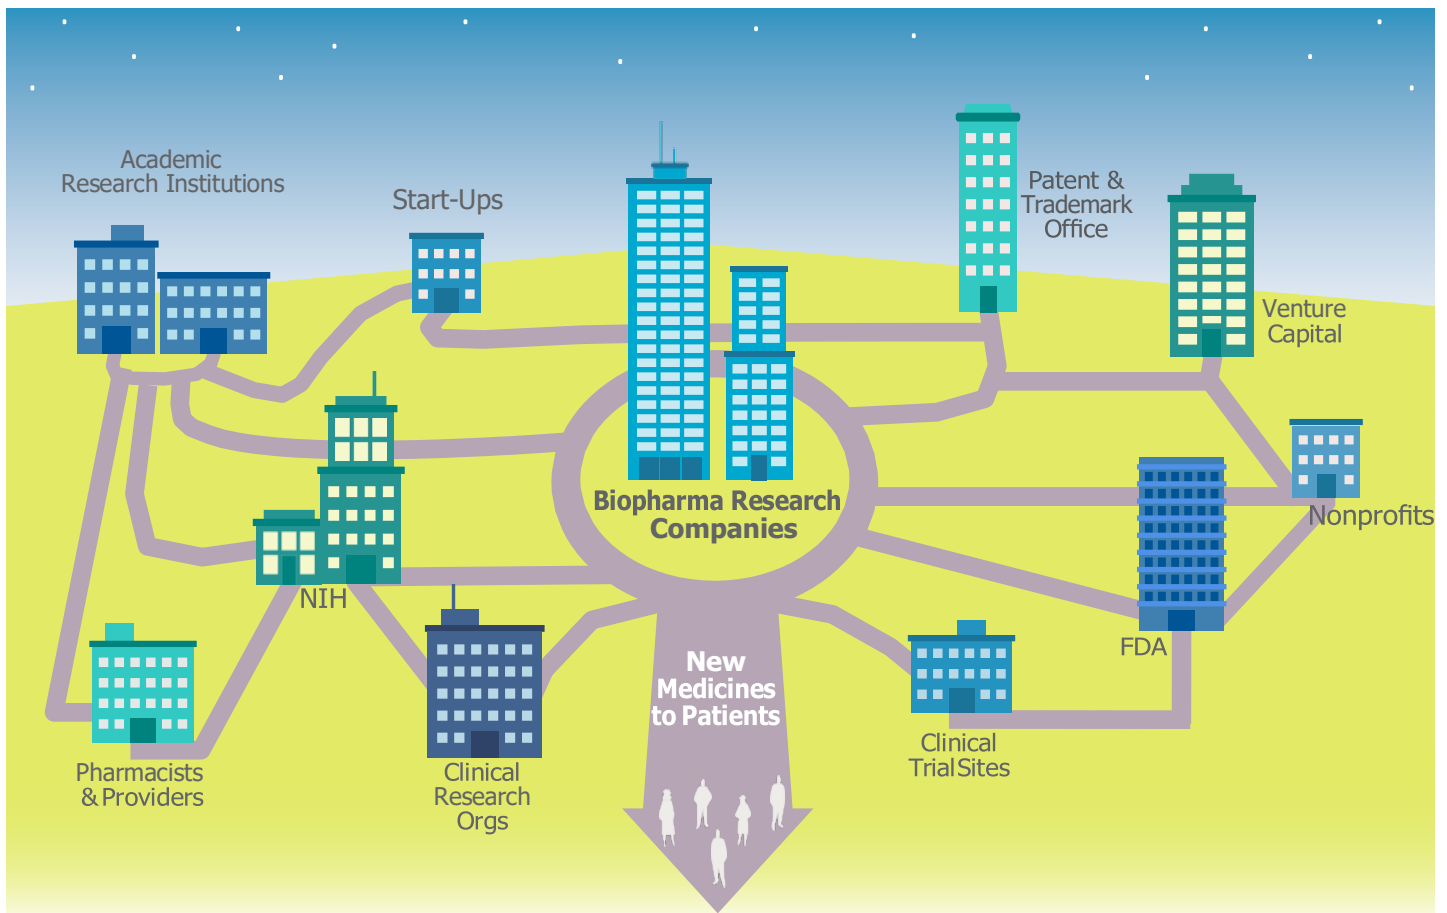 Academic
Research Institutions
Start-Ups
Patent &
Trademark
Office
Venture
Capital
Biopharma Research
Companies
Nonprofits
NIH
FDA
New
Medicines
to Patients
Clinical
Trial Sites
Pharmacists
& Providers
Clinical
Research
Orgs